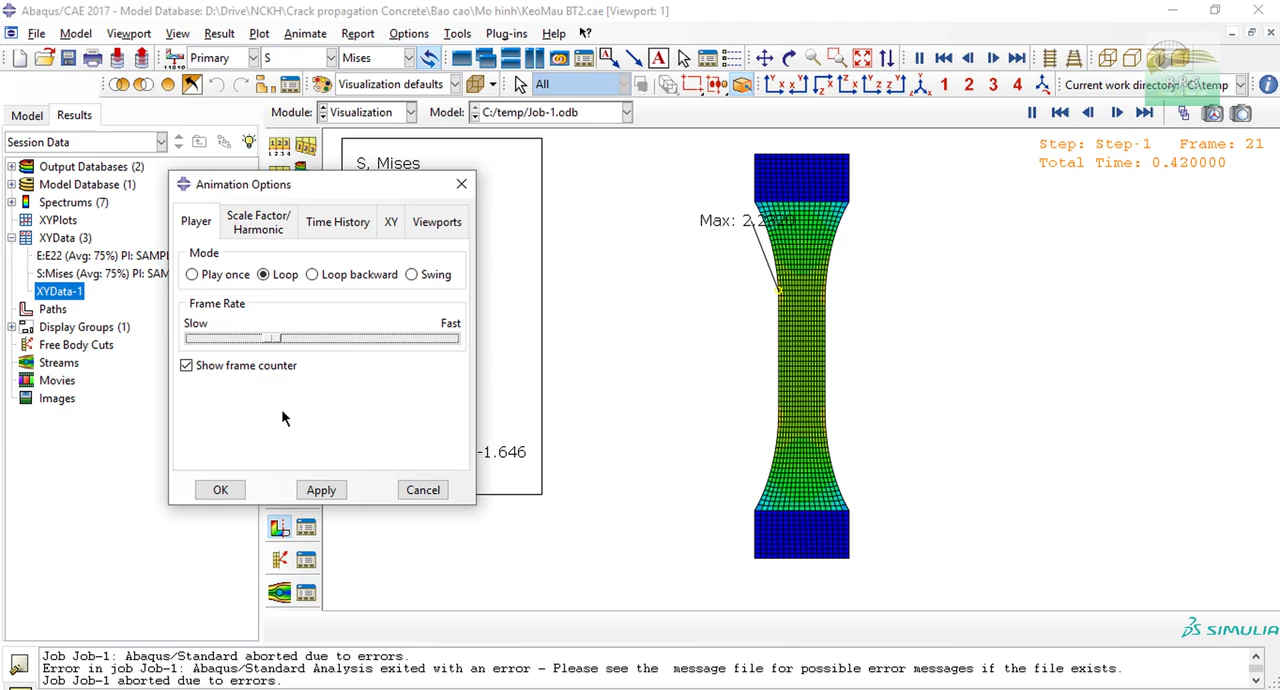 Abaqus/CAE 2017 - Model Database: D:\Drive\NCKH\Crack propagation Concrete\Bao cao\Mo hinh\KeoMau BT2.cae [Viewport: 1]
File Model Viewport View Result Plot Animate Report Options Tools Plug-ins Help
Primary S Mises
Visualization defaults All 1 2 3 4 Current work directory: C:\temp
Model Results Module: Visualization Model: C:/temp/Job-1.odb
Session Data
Output Databases (2)
Model Database (1)
Spectrums (7)
XYPlots
XYData (3)
E:E22 (Avg: 75%) PI: SAMP
S:Mises (Avg: 75%) PI: SAM
XYData-1
Paths
Display Groups (1)
Free Body Cuts
Streams
Movies
Images
S, Mises
-1.646
Animation Options
Player Scale Factor/ Harmonic Time History XY Viewports
Mode
Play once Loop Loop backward Swing
Frame Rate
Slow Fast
Show frame counter
OK Apply Cancel
Step: Step-1 Frame: 21
Total Time: 0.420000
Max:
SIMULIA
Job Job-1: Abaqus/Standard aborted due to errors.
Error in job Job-1: Abaqus/Standard Analysis exited with an error - Please see the message file for possible error messages if the file exists.
Job Job-1 aborted due to errors.